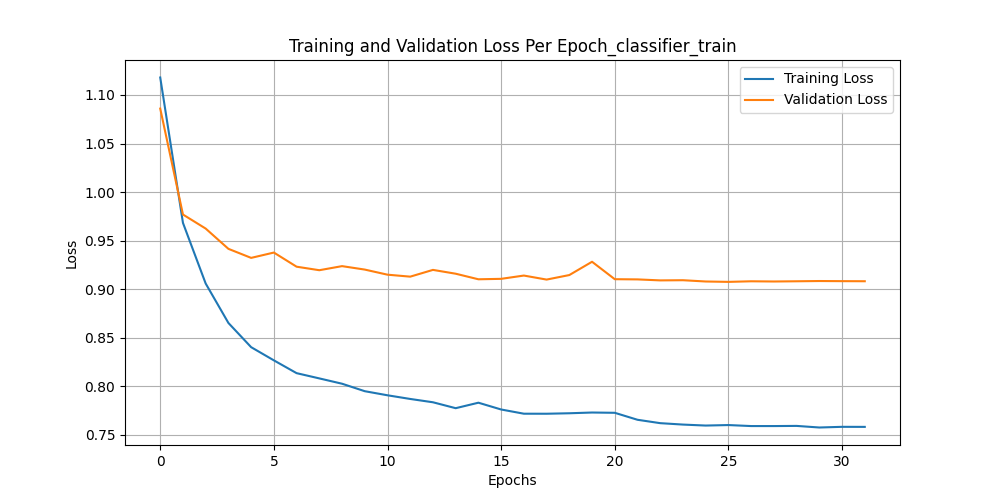 Training and Validation Loss Per Epoch_classifier_train
Training Loss
Validation Loss
1.10
1.05
1.00
0.95
0.90
0.85
0.80
0.75
Loss
0 5 10 15 20 25 30
Epochs